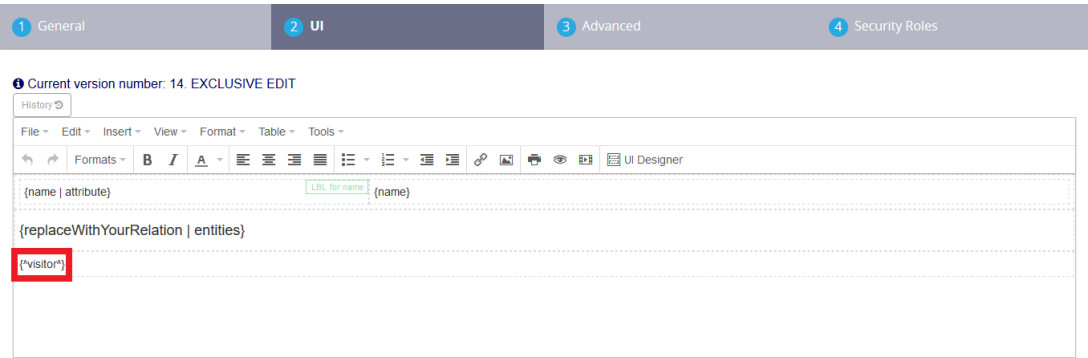 1 General 2 UI 3 Advanced 4 Security Roles
Current version number: 14. EXCLUSIVE EDIT
History
File Edit Insert View Format Table Tools
Formats B I A UI Designer
{name | attribute} LBL for name {name}
{replaceWithYourRelation | entities}
{^visitor^}